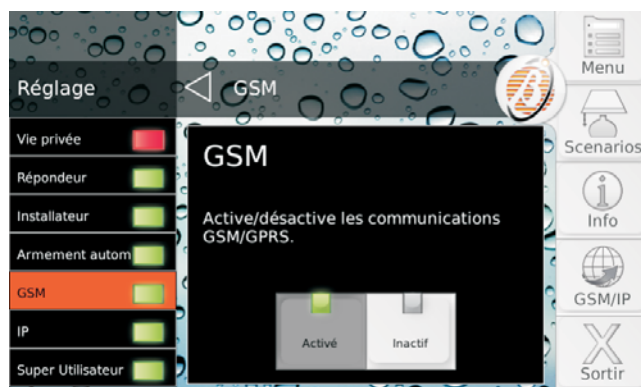 Réglage
GSM
Vie privée
Répondeur
Installateur
Armement autom
GSM
IP
Super Utilisateur
GSM
Active/désactive les communications
GSM/GPRS.
Activé
Inactif
Menu
Scenarios
Info
GSM/IP
Sortir